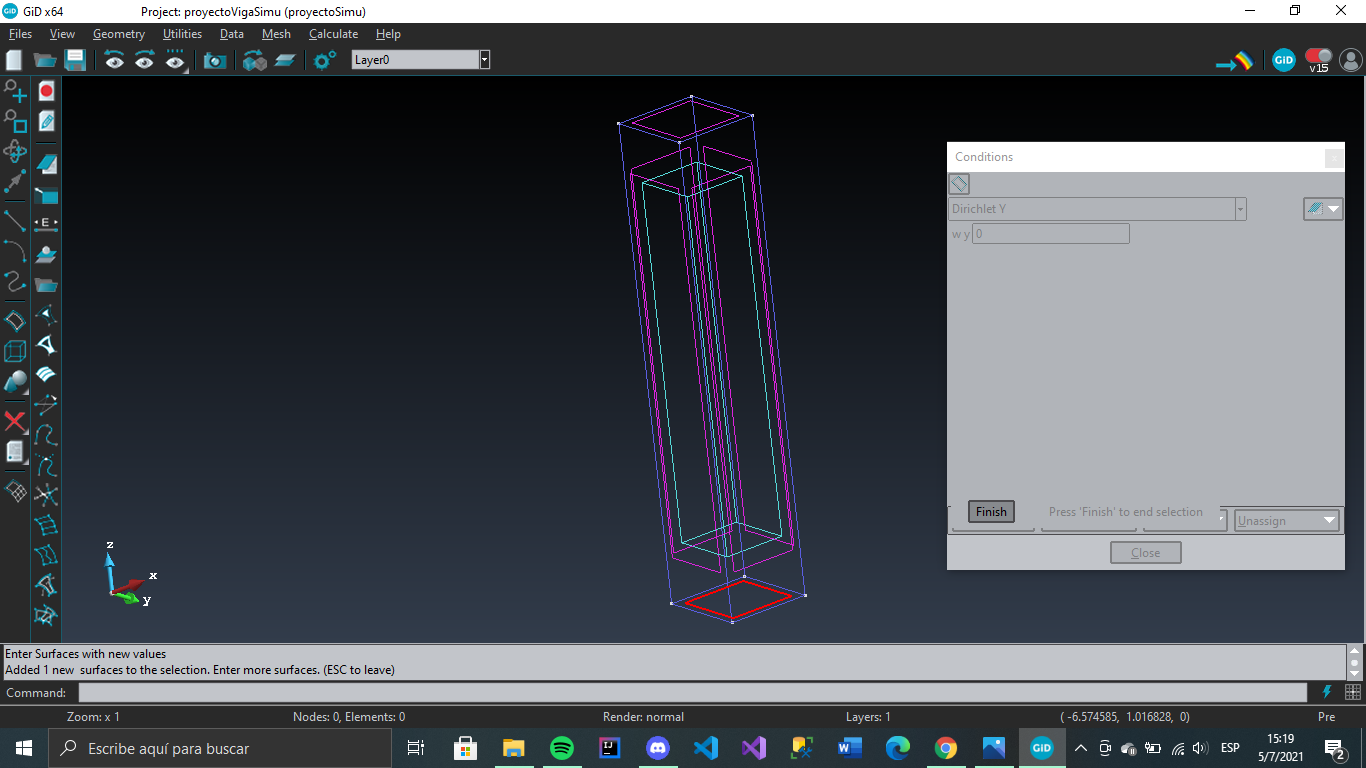 GiD x64 Project: proyectoVigaSimu (proyectoSimu)
Files View Geometry Utilities Data Mesh Calculate Help
Layer0
GiD
v15
Conditions
x
Dirichlet Y
w y 0
E
Finish
Press 'Finish' to end selection
Unassign
Close
z
x
y
Enter Surfaces with new values
Added 1 new surfaces to the selection. Enter more surfaces. (ESC to leave)
Command:
Zoom: x 1 Nodes: 0, Elements: 0 Render: normal Layers: 1 ( -6.574585, 1.016828, 0) Pre
Escribe aquí para buscar
IJ
W
GiD
ESP
15:19
5/7/2021
2